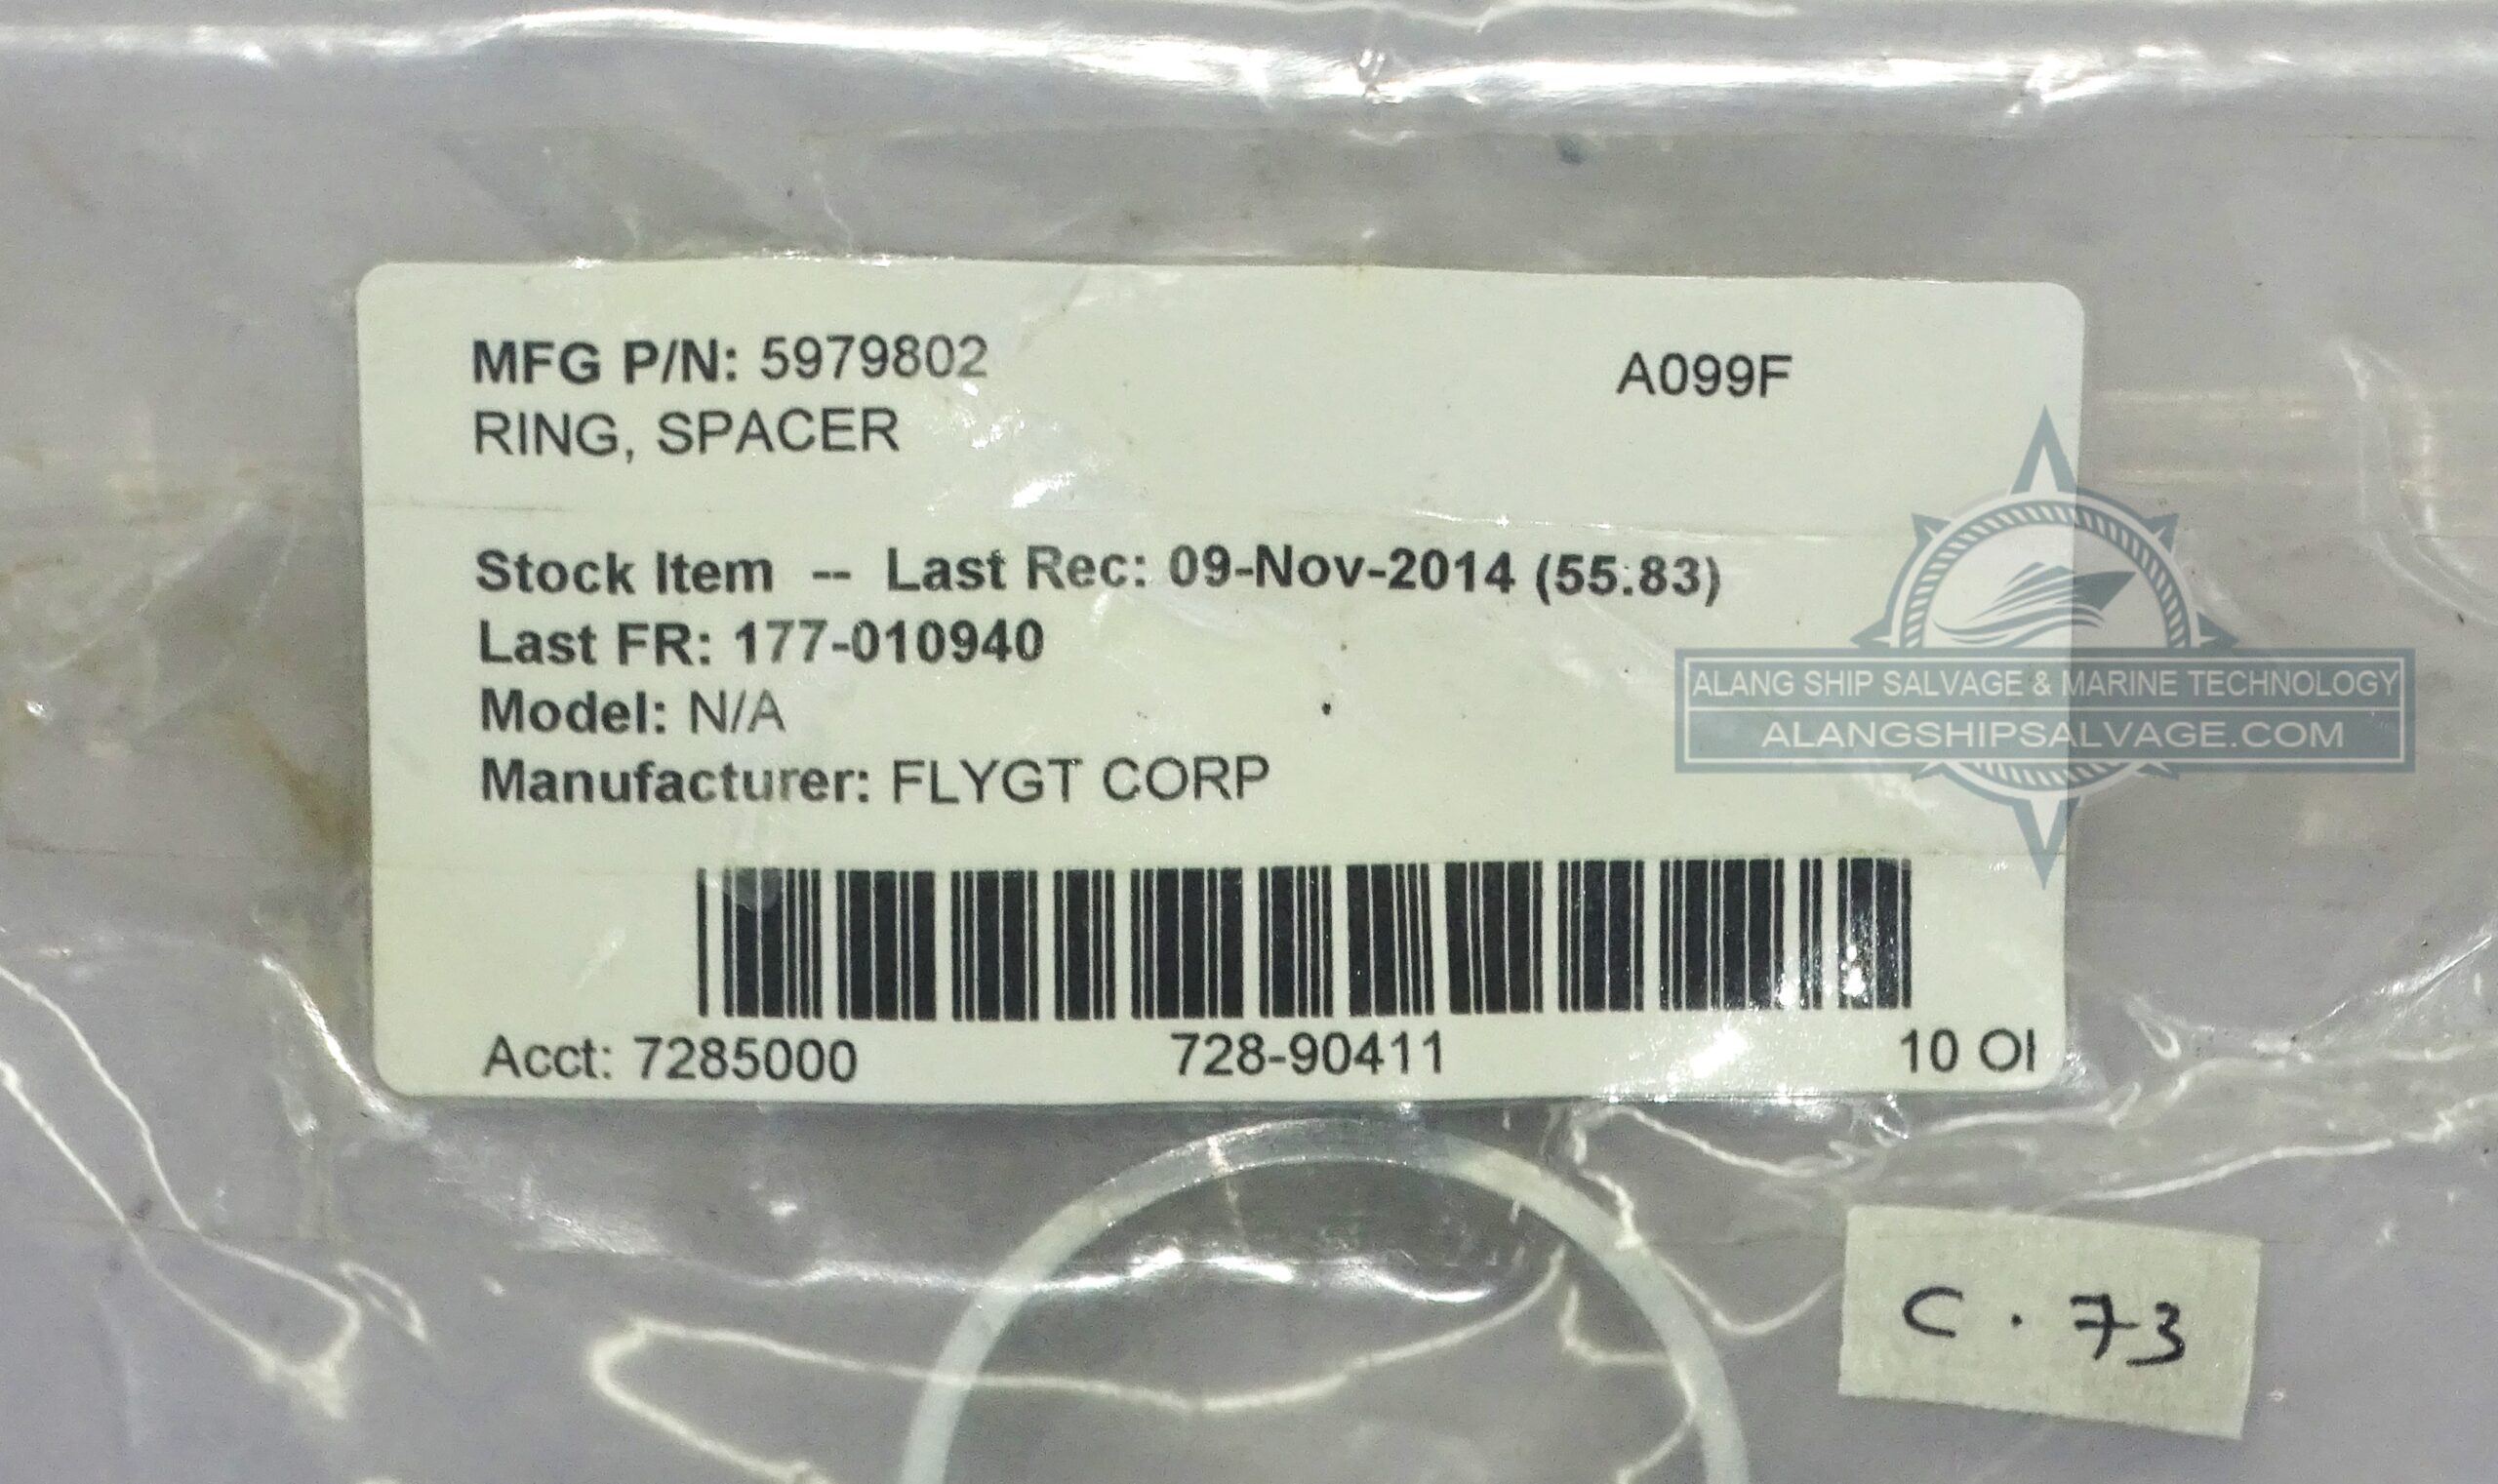 MFG P/N: 5979802
A099F
RING, SPACER
Stock Item -- Last Rec: 09-Nov-2014 (55.83)
Last FR: 177-010940
Model: N/A
Manufacturer: FLYGT CORP
ALANG SHIP SALVAGE & MARINE TECHNOLOGY
ALANGSHIPSALVAGE.COM
Acct: 7285000
728-90411
10 OI
C. 73